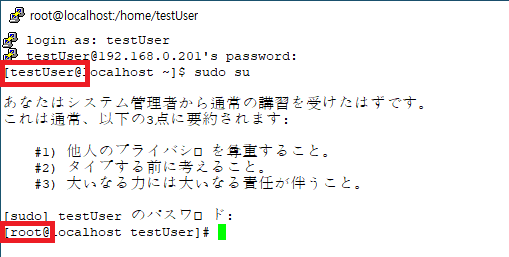 root@localhost:/home/testUser
login as: testUser
testUser@192.168.0.201's password:
[testUser@localhost ~]$ sudo su
あなたはシステム管理者から通常の講習を受けたはずです。
これは通常、以下の3点に要約されます:
#1) 他人のプライバシーを尊重すること。
#2) タイプする前に考えること。
#3) 大いなる力には大いなる責任が伴うこと。
[sudo] testUser のパスワード:
[root@localhost testUser]#